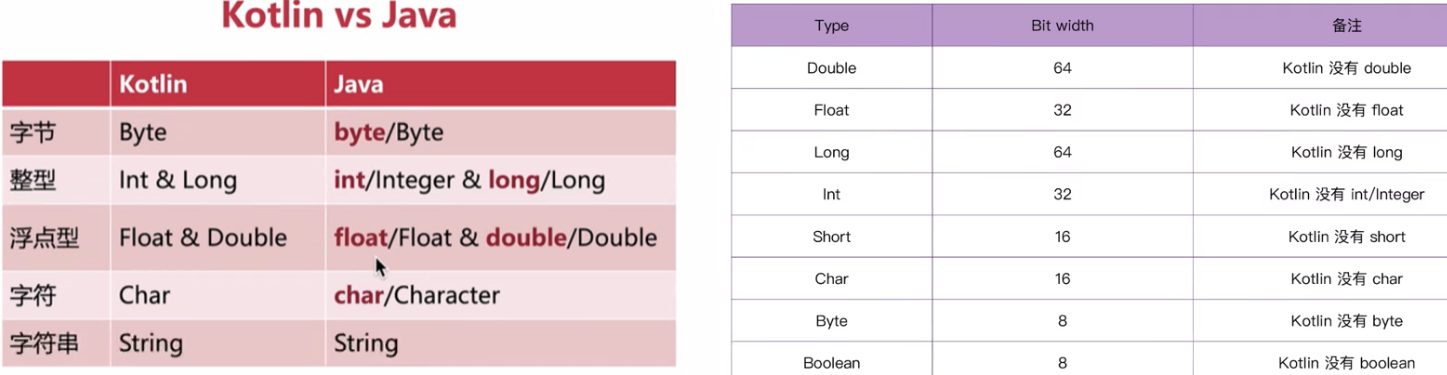 Kotlin vs Java
Kotlin Java
字节 Byte byte/Byte
整型 Int & Long int/Integer & long/Long
浮点型 Float & Double float/Float & double/Double
字符 Char char/Character
字符串 String String
Type Bit width 备注
Double 64 Kotlin 没有 double
Float 32 Kotlin 没有 float
Long 64 Kotlin 没有 long
Int 32 Kotlin 没有 int/Integer
Short 16 Kotlin 没有 short
Char 16 Kotlin 没有 char
Byte 8 Kotlin 没有 byte
Boolean 8 Kotlin 没有 boolean